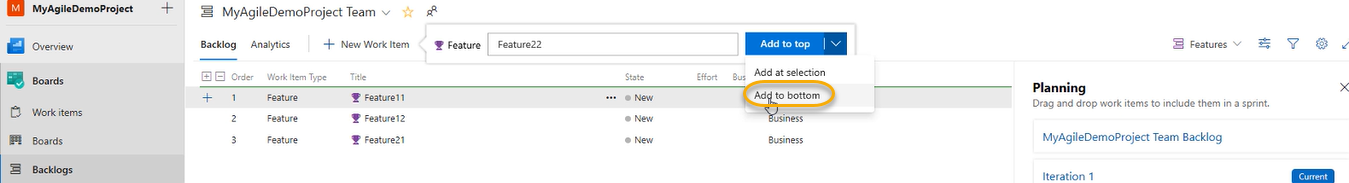 M MyAgileDemoProject
Overview
Boards
Work items
Boards
Backlogs
MyAgileDemoProject Team
Backlog Analytics New Work Item
Feature Feature22 Add to top
Add at selection
Add to bottom
Features
Order Work Item Type Title State Effort Bus
1 Feature Feature11 ... New
2 Feature Feature12 New Business
3 Feature Feature21 New Business
Planning
Drag and drop work items to include them in a sprint.
MyAgileDemoProject Team Backlog
Iteration 1 Current